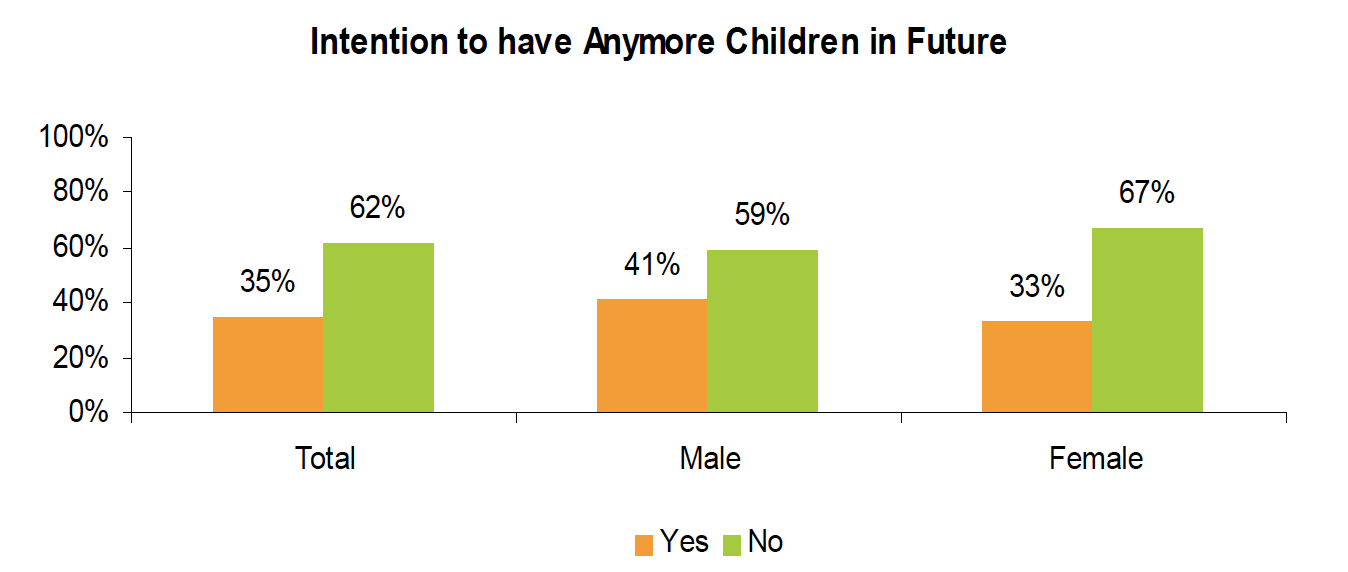 Intention to have Anymore Children in Future
100%
80%
60%
40%
20%
0%
35%
62%
41%
59%
33%
67%
Total
Male
Female
Yes
No